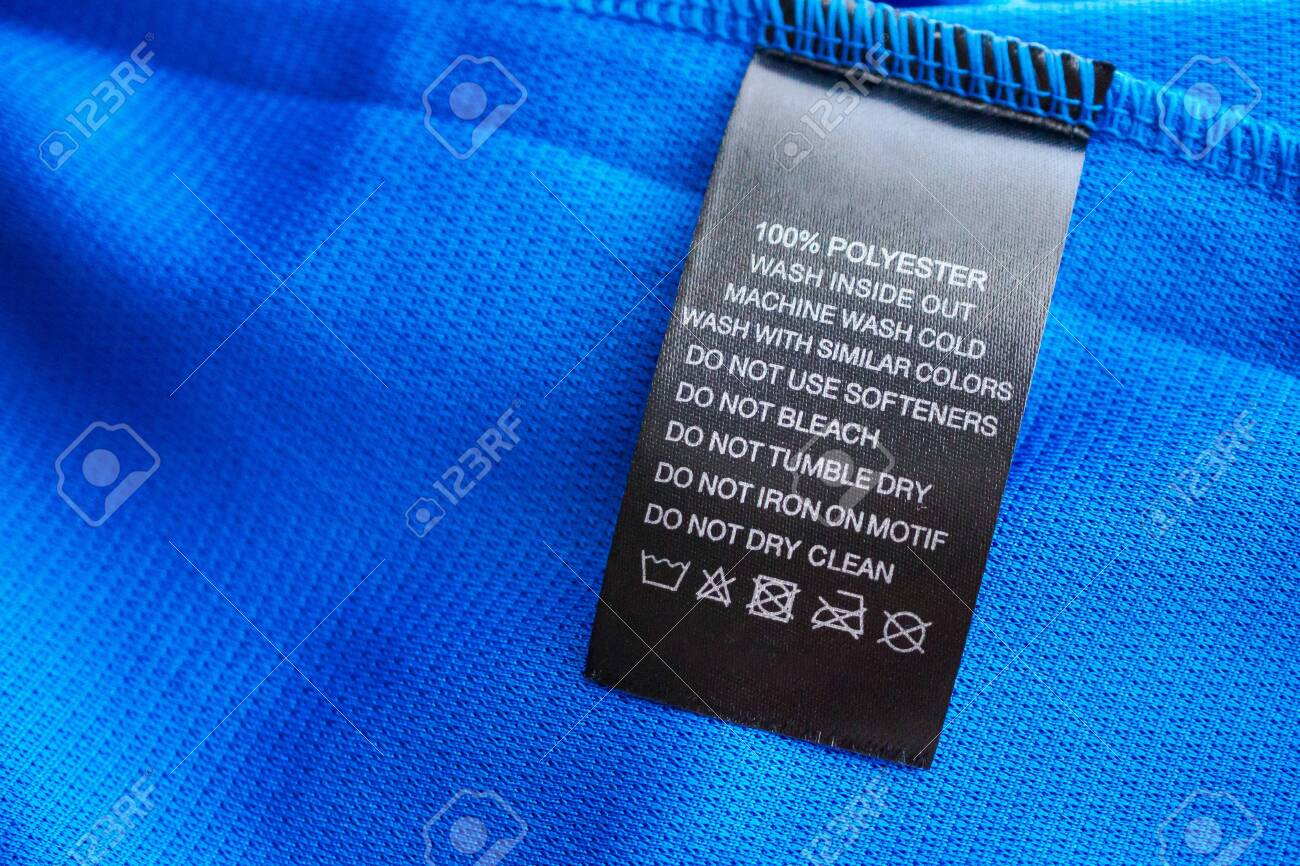 100% POLYESTER
WASH INSIDE OUT
MACHINE WASH COLD
WASH WITH SIMILAR COLORS
DO NOT USE SOFTENERS
DO NOT BLEACH
DO NOT TUMBLE DRY
DO NOT IRON ON MOTIF
DO NOT DRY CLEAN
123RF
123RF
123RF
123RF
123RF
123RF